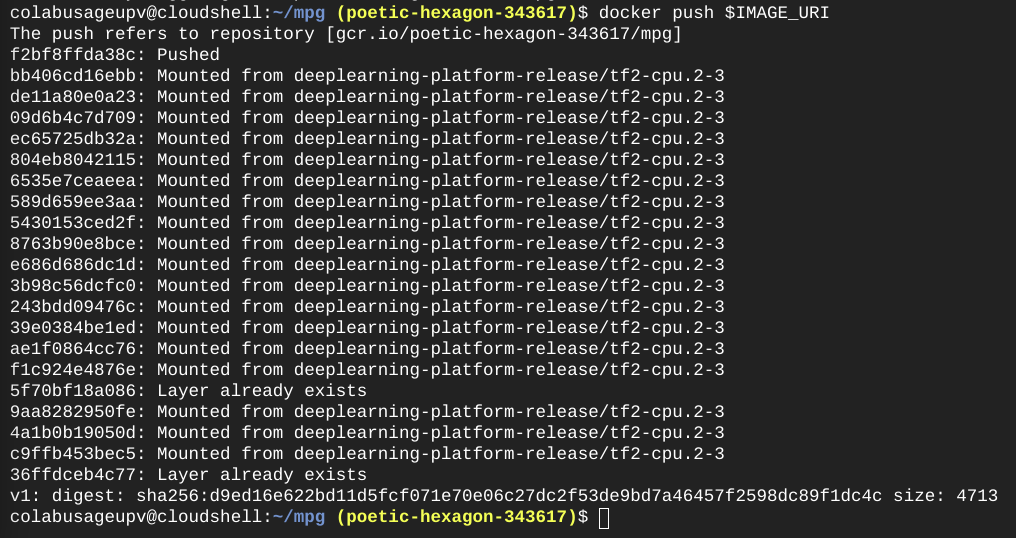 colabusageupv@cloudshell:~/mpg (poetic-hexagon-343617)$ docker push $IMAGE_URI
The push refers to repository [gcr.io/poetic-hexagon-343617/mpg]
f2bf8ffda38c: Pushed
bb406cd16ebb: Mounted from deeplearning-platform-release/tf2-cpu.2-3
de11a80e0a23: Mounted from deeplearning-platform-release/tf2-cpu.2-3
09d6b4c7d709: Mounted from deeplearning-platform-release/tf2-cpu.2-3
ec65725db32a: Mounted from deeplearning-platform-release/tf2-cpu.2-3
804eb8042115: Mounted from deeplearning-platform-release/tf2-cpu.2-3
6535e7ceaeea: Mounted from deeplearning-platform-release/tf2-cpu.2-3
589d659ee3aa: Mounted from deeplearning-platform-release/tf2-cpu.2-3
5430153ced2f: Mounted from deeplearning-platform-release/tf2-cpu.2-3
8763b90e8bce: Mounted from deeplearning-platform-release/tf2-cpu.2-3
e686d686dc1d: Mounted from deeplearning-platform-release/tf2-cpu.2-3
3b98c56dcfc0: Mounted from deeplearning-platform-release/tf2-cpu.2-3
243bdd09476c: Mounted from deeplearning-platform-release/tf2-cpu.2-3
39e0384be1ed: Mounted from deeplearning-platform-release/tf2-cpu.2-3
ae1f0864cc76: Mounted from deeplearning-platform-release/tf2-cpu.2-3
f1c924e4876e: Mounted from deeplearning-platform-release/tf2-cpu.2-3
5f70bf18a086: Layer already exists
9aa8282950fe: Mounted from deeplearning-platform-release/tf2-cpu.2-3
4a1b0b19050d: Mounted from deeplearning-platform-release/tf2-cpu.2-3
c9ffb453bec5: Mounted from deeplearning-platform-release/tf2-cpu.2-3
36ffdceb4c77: Layer already exists
v1: digest: sha256:d9ed16e622bd11d5fcf071e70e06c27dc2f53de9bd7a46457f2598dc89f1dc4c size: 4713
colabusageupv@cloudshell:~/mpg (poetic-hexagon-343617)$